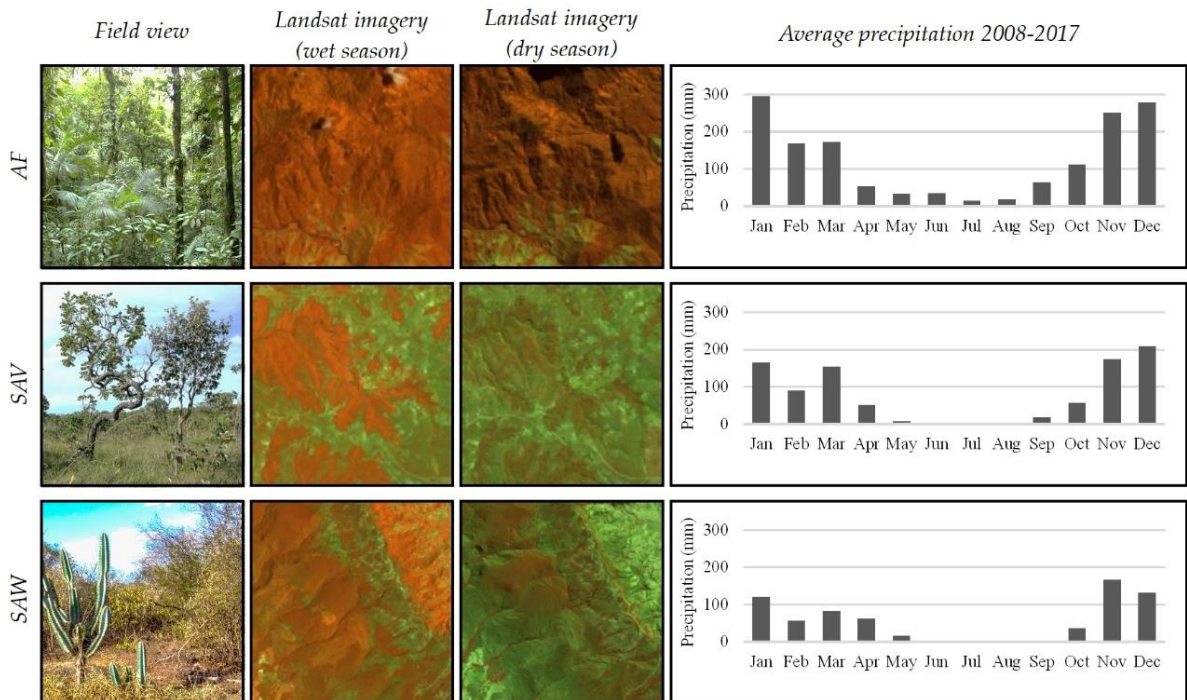 Field view
Landsat imagery
(wet season)
Landsat imagery
(dry season)
Average precipitation 2008-2017
AF
Precipitation (mm)
300
200
100
0
Jan Feb Mar Apr May Jun Jul Aug Sep Oct Nov Dec
SAV
Precipitation (mm)
300
200
100
0
Jan Feb Mar Apr May Jun Jul Aug Sep Oct Nov Dec
SAW
Precipitation (mm)
300
200
100
0
Jan Feb Mar Apr May Jun Jul Aug Sep Oct Nov Dec